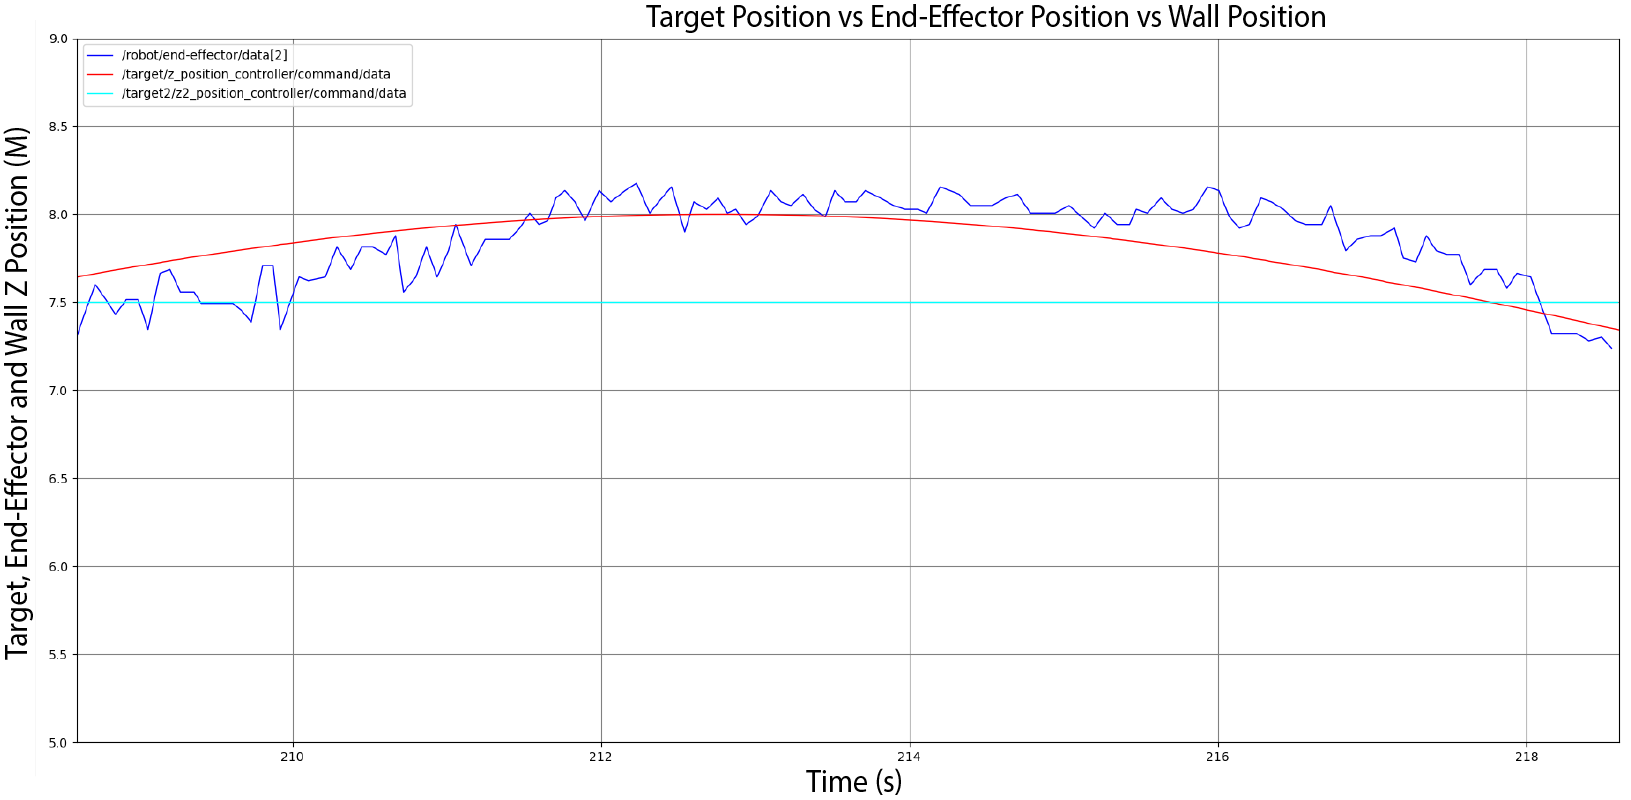 Target Position vs End-Effector Position vs Wall Position
/robot/end-effector/data[2]
/target/z_position_controller/command/data
/target2/z2_position_controller/command/data
Target, End-Effector and Wall Z Position (M)
9.0
8.5
8.0
7.5
7.0
6.5
6.0
5.5
5.0
210 212 214 216 218
Time (s)